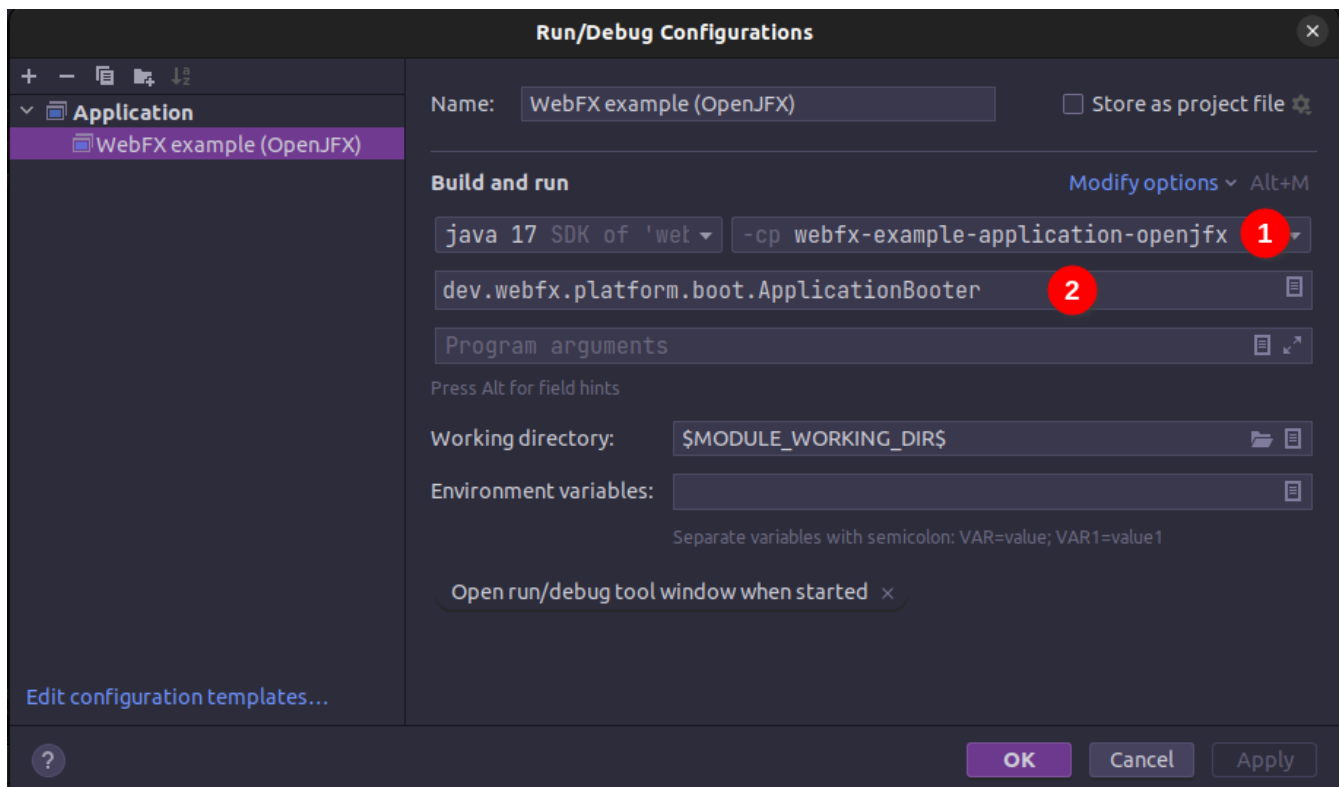 Run/Debug Configurations
Application
WebFX example (OpenJFX)
Edit configuration templates...
Name: WebFX example (OpenJFX) Store as project file
Build and run Modify options Alt+M
java 17 SDK of 'wet -cp webfx-example-application-openjfx 1
dev.webfx.platform.boot.ApplicationBooter 2
Program arguments
Press Alt for field hints
Working directory: $MODULE_WORKING_DIR$
Environment variables:
Separate variables with semicolon: VAR=value; VAR1=value1
Open run/debug tool window when started
? OK Cancel Apply